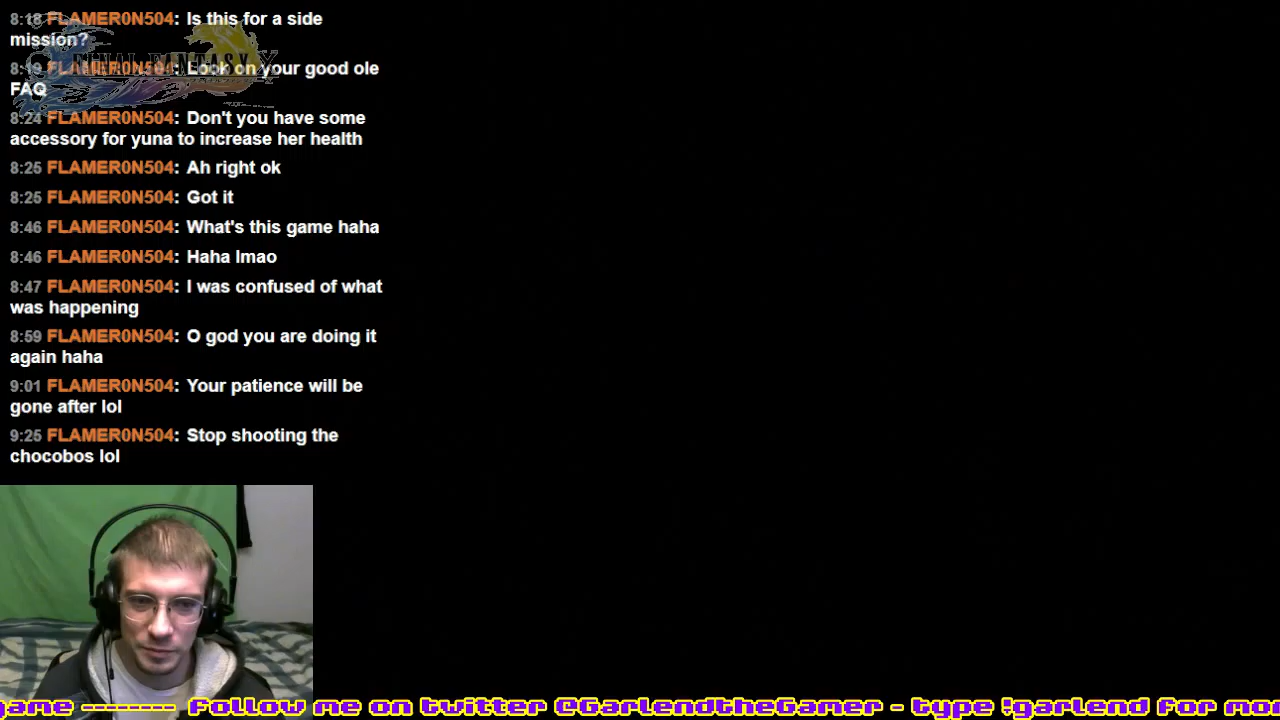 8:18 FLAMER0N504: Is this for a side
mission?
FINAL FANTASY X
8:19 FLAMER0N504: Look on your good ole
FAQ
8:24 FLAMER0N504: Don't you have some
accessory for yuna to increase her health
8:25 FLAMER0N504: Ah right ok
8:25 FLAMER0N504: Got it
8:46 FLAMER0N504: What's this game haha
8:46 FLAMER0N504: Haha lmao
8:47 FLAMER0N504: I was confused of what
was happening
8:59 FLAMER0N504: O god you are doing it
again haha
9:01 FLAMER0N504: Your patience will be
gone after lol
9:25 FLAMER0N504: Stop shooting the
chocobos lol
game -------- Follow me on twitter @GarlendtheGamer - type !garlend for mo